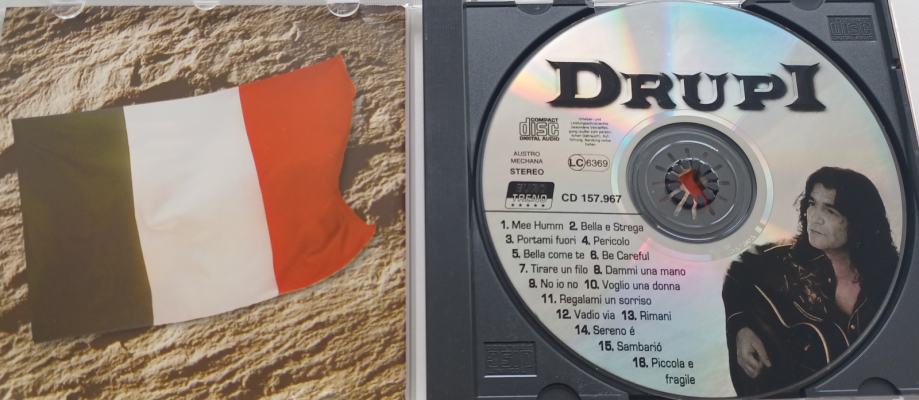 DRUPI
COMPACT
disc
DIGITAL AUDIO
AUSTRO
MECHANA
STEREO
LC 6369
EURO
TREND
CD 157.967
1. Mee Humm 2. Bella e Strega
3. Portami fuori 4. Pericolo
5. Bella come te 6. Be Careful
7. Tirare un filo 8. Dammi una mano
9. No io no 10. Voglio una donna
11. Regalami un sorriso
12. Vadio via 13. Rimani
14. Sereno é
15. Sambarió
16. Piccola e
fragile